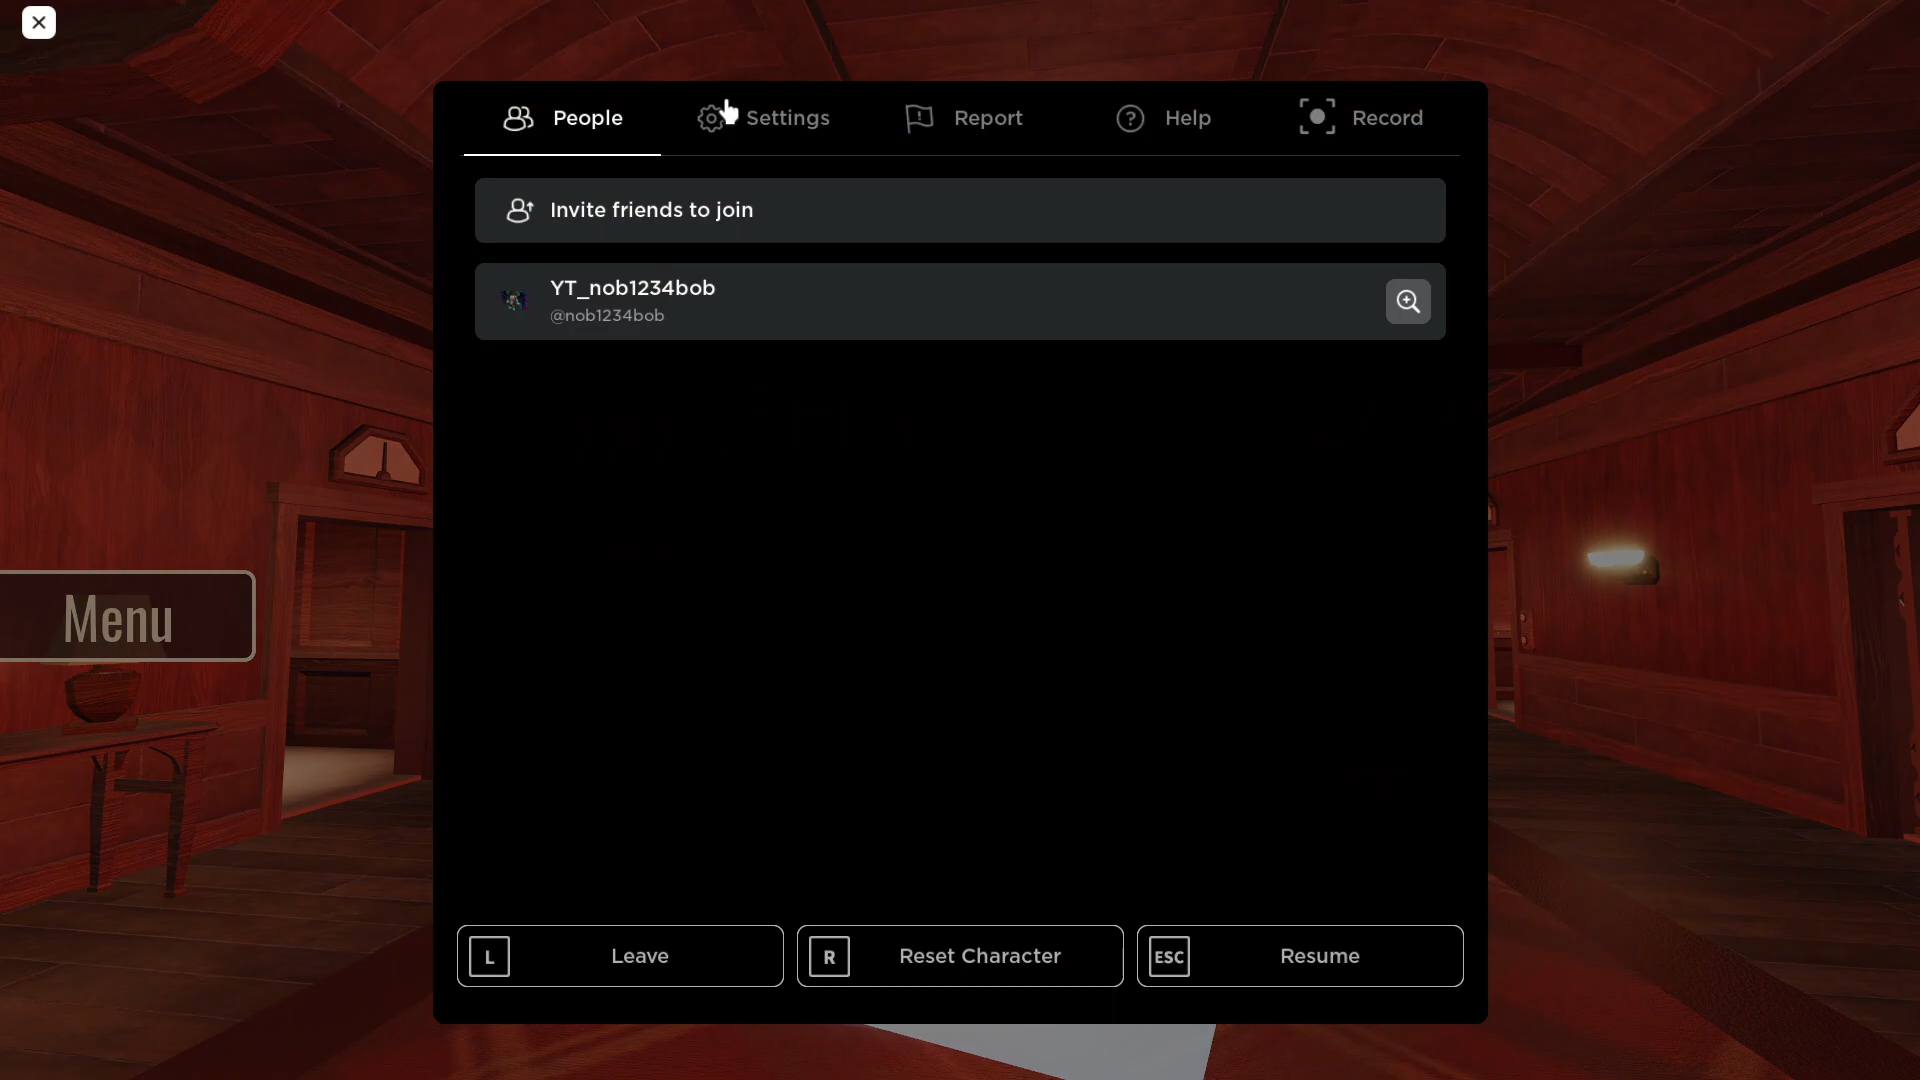 People
Settings
Report
Help
Record
Invite friends to join
YT_nob1234bob
@nob1234bob
Menu
L
Leave
R
Reset Character
ESC
Resume